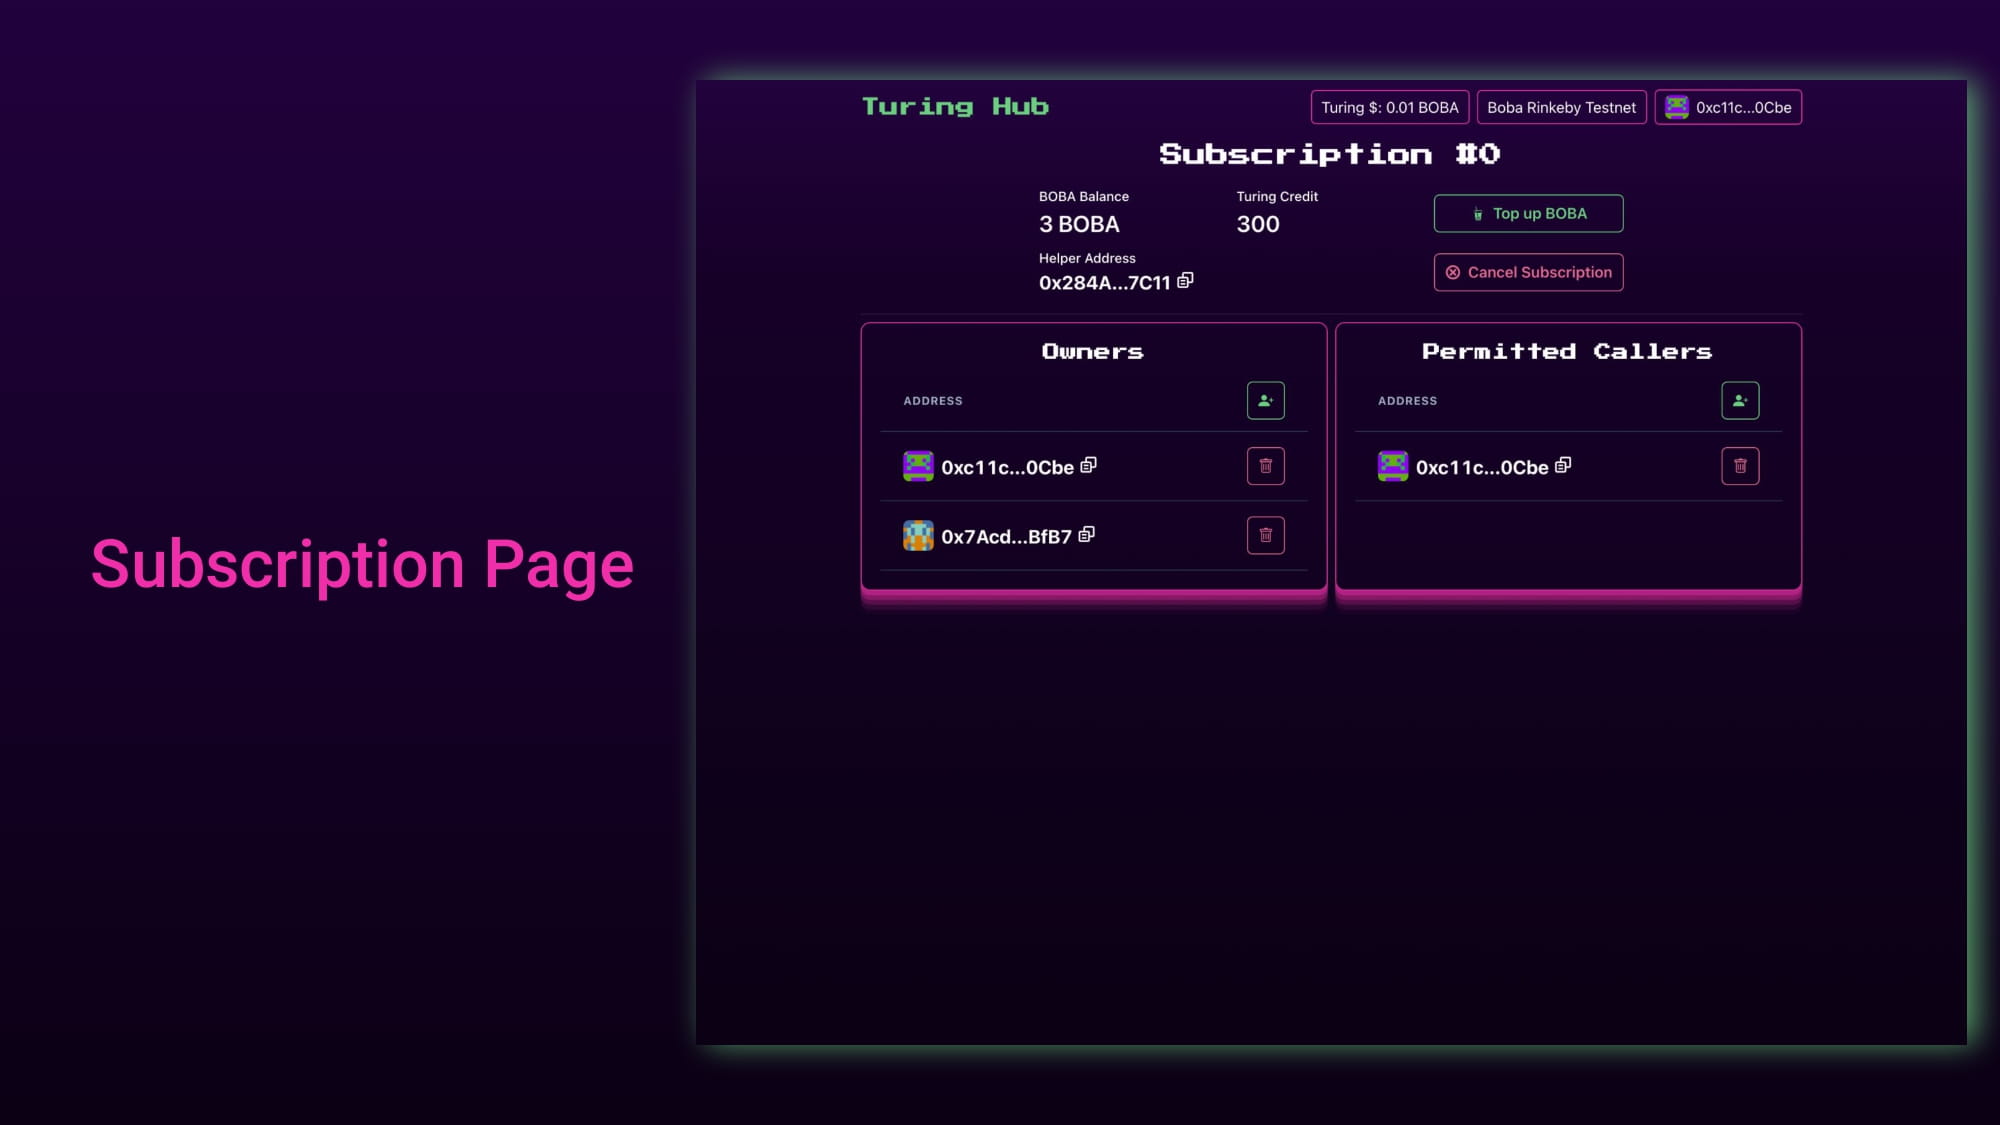 Subscription Page
Turing Hub
Turing $: 0.01 BOBA
Boba Rinkeby Testnet
0xc11c...0Cbe
Subscription #0
BOBA Balance
3 BOBA
Turing Credit
300
Top up BOBA
Helper Address
0x284A...7C11
Cancel Subscription
Owners
ADDRESS
0xc11c...0Cbe
0x7Acd...BfB7
Permitted Callers
ADDRESS
0xc11c...0Cbe